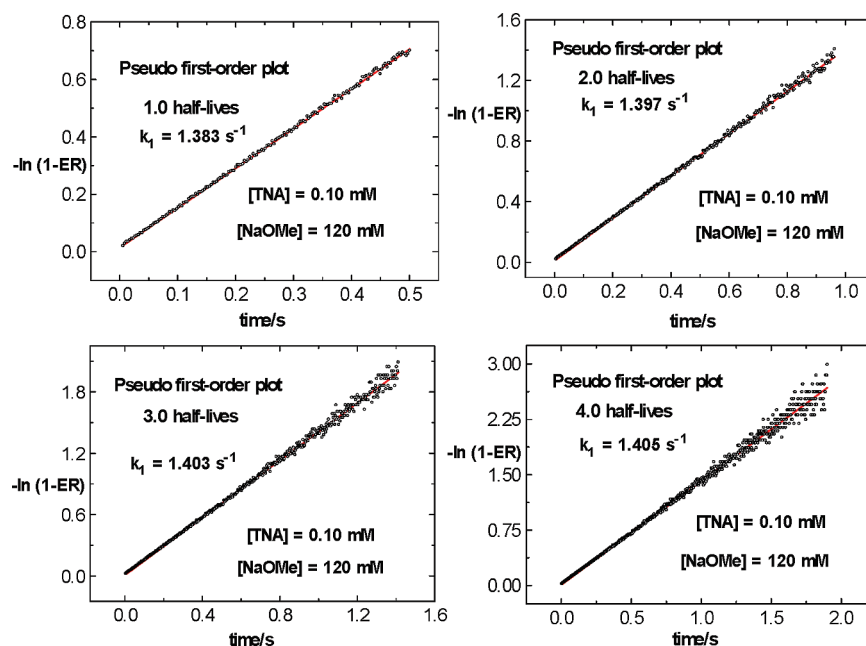 0.8
0.6
0.4
-ln (1-ER)
0.2
0.0
Pseudo first-order plot
1.0 half-lives
k₁ = 1.383 s⁻¹
[TNA] = 0.10 mM
[NaOMe] = 120 mM
0.0 0.1 0.2 0.3 0.4 0.5
time/s
1.6
1.2
-ln (1-ER)
0.8
0.4
0.0
Pseudo first-order plot
2.0 half-lives
k₁ = 1.397 s⁻¹
[TNA] = 0.10 mM
[NaOMe] = 120 mM
0.0 0.2 0.4 0.6 0.8 1.0
time/s
1.8
1.2
-ln (1-ER)
0.6
0.0
Pseudo first-order plot
3.0 half-lives
k₁ = 1.403 s⁻¹
[TNA] = 0.10 mM
[NaOMe] = 120 mM
0.0 0.4 0.8 1.2 1.6
time/s
3.00
2.25
-ln (1-ER)
1.50
0.75
0.00
Pseudo first-order plot
4.0 half-lives
k₁ = 1.405 s⁻¹
[TNA] = 0.10 mM
[NaOMe] = 120 mM
0.0 0.5 1.0 1.5 2.0
time/s